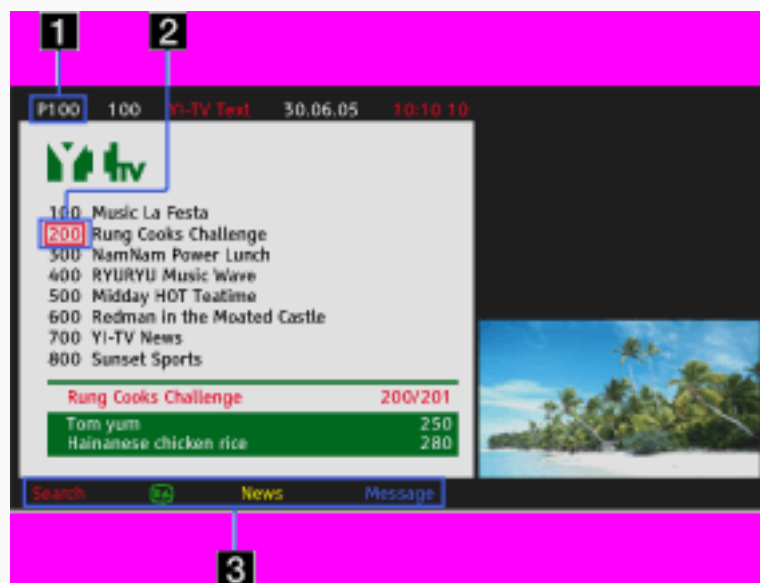 1 2
P100 100 YI-TV Text 30.06.05 10:10 10
YI TV
100 Music La Festa
200 Rung Cooks Challenge
300 NamNam Power Lunch
400 RYURYU Music Wave
500 Midday HOT Teatime
600 Redman in the Moated Castle
700 YI-TV News
800 Sunset Sports
Rung Cooks Challenge 200/201
Tom yum 250
Hainanese chicken rice 280
Search News Message
3